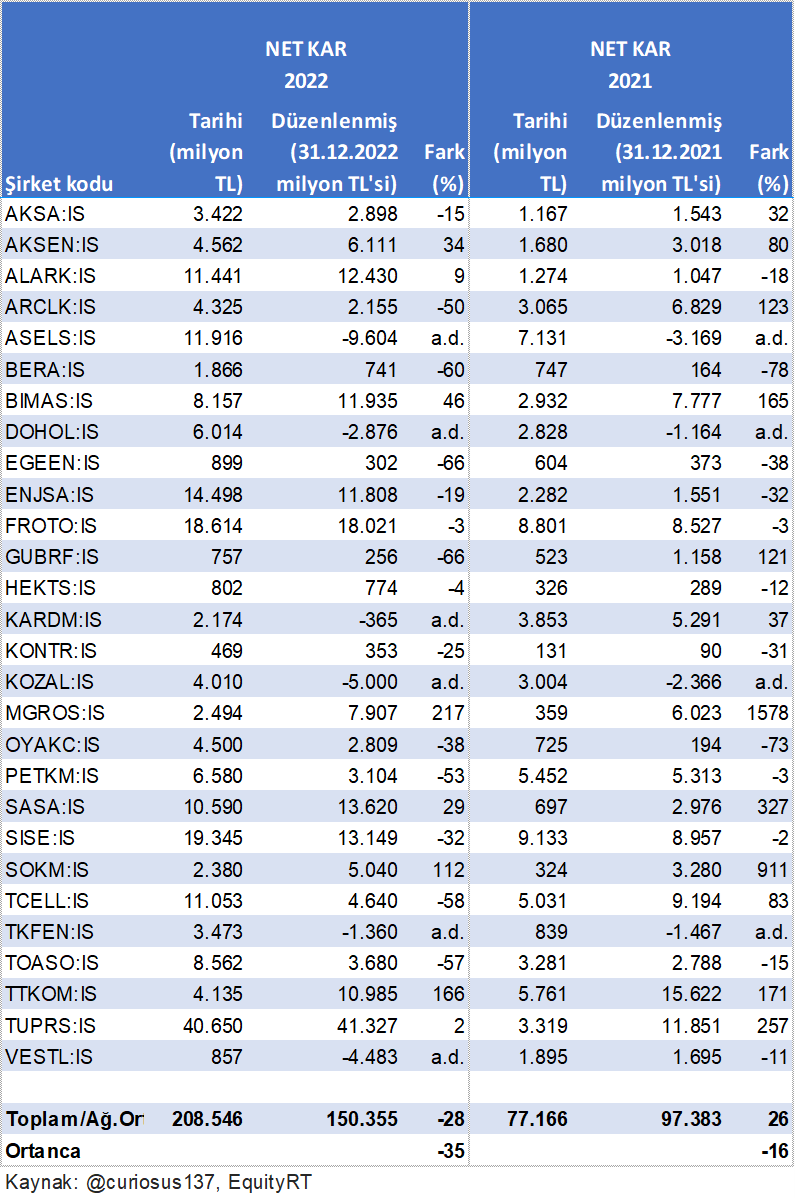 NET KAR NET KAR
2022 2021
Tarihi Düzenlenmiş Tarihi Düzenlenmiş
(milyon (31.12.2022 Fark (milyon (31.12.2021 Fark
Şirket kodu TL) milyon TL'si) (%) TL) milyon TL'si) (%)
AKSA:IS 3.422 2.898 -15 1.167 1.543 32
AKSEN:IS 4.562 6.111 34 1.680 3.018 80
ALARK:IS 11.441 12.430 9 1.274 1.047 -18
ARCLK:IS 4.325 2.155 -50 3.065 6.829 123
ASELS:IS 11.916 -9.604 a.d. 7.131 -3.169 a.d.
BERA:IS 1.866 741 -60 747 164 -78
BIMAS:IS 8.157 11.935 46 2.932 7.777 165
DOHOL:IS 6.014 -2.876 a.d. 2.828 -1.164 a.d.
EGEEN:IS 899 302 -66 604 373 -38
ENJSA:IS 14.498 11.808 -19 2.282 1.551 -32
FROTO:IS 18.614 18.021 -3 8.801 8.527 -3
GUBRF:IS 757 256 -66 523 1.158 121
HEKTS:IS 802 774 -4 326 289 -12
KARDM:IS 2.174 -365 a.d. 3.853 5.291 37
KONTR:IS 469 353 -25 131 90 -31
KOZAL:IS 4.010 -5.000 a.d. 3.004 -2.366 a.d.
MGROS:IS 2.494 7.907 217 359 6.023 1578
OYAKC:IS 4.500 2.809 -38 725 194 -73
PETKM:IS 6.580 3.104 -53 5.452 5.313 -3
SASA:IS 10.590 13.620 29 697 2.976 327
SISE:IS 19.345 13.149 -32 9.133 8.957 -2
SOKM:IS 2.380 5.040 112 324 3.280 911
TCELL:IS 11.053 4.640 -58 5.031 9.194 83
TKFEN:IS 3.473 -1.360 a.d. 839 -1.467 a.d.
TOASO:IS 8.562 3.680 -57 3.281 2.788 -15
TTKOM:IS 4.135 10.985 166 5.761 15.622 171
TUPRS:IS 40.650 41.327 2 3.319 11.851 257
VESTL:IS 857 -4.483 a.d. 1.895 1.695 -11
Toplam/Ağ.Ort 208.546 150.355 -28 77.166 97.383 26
Ortanca -35 -16
Kaynak: @curiosus137, EquityRT